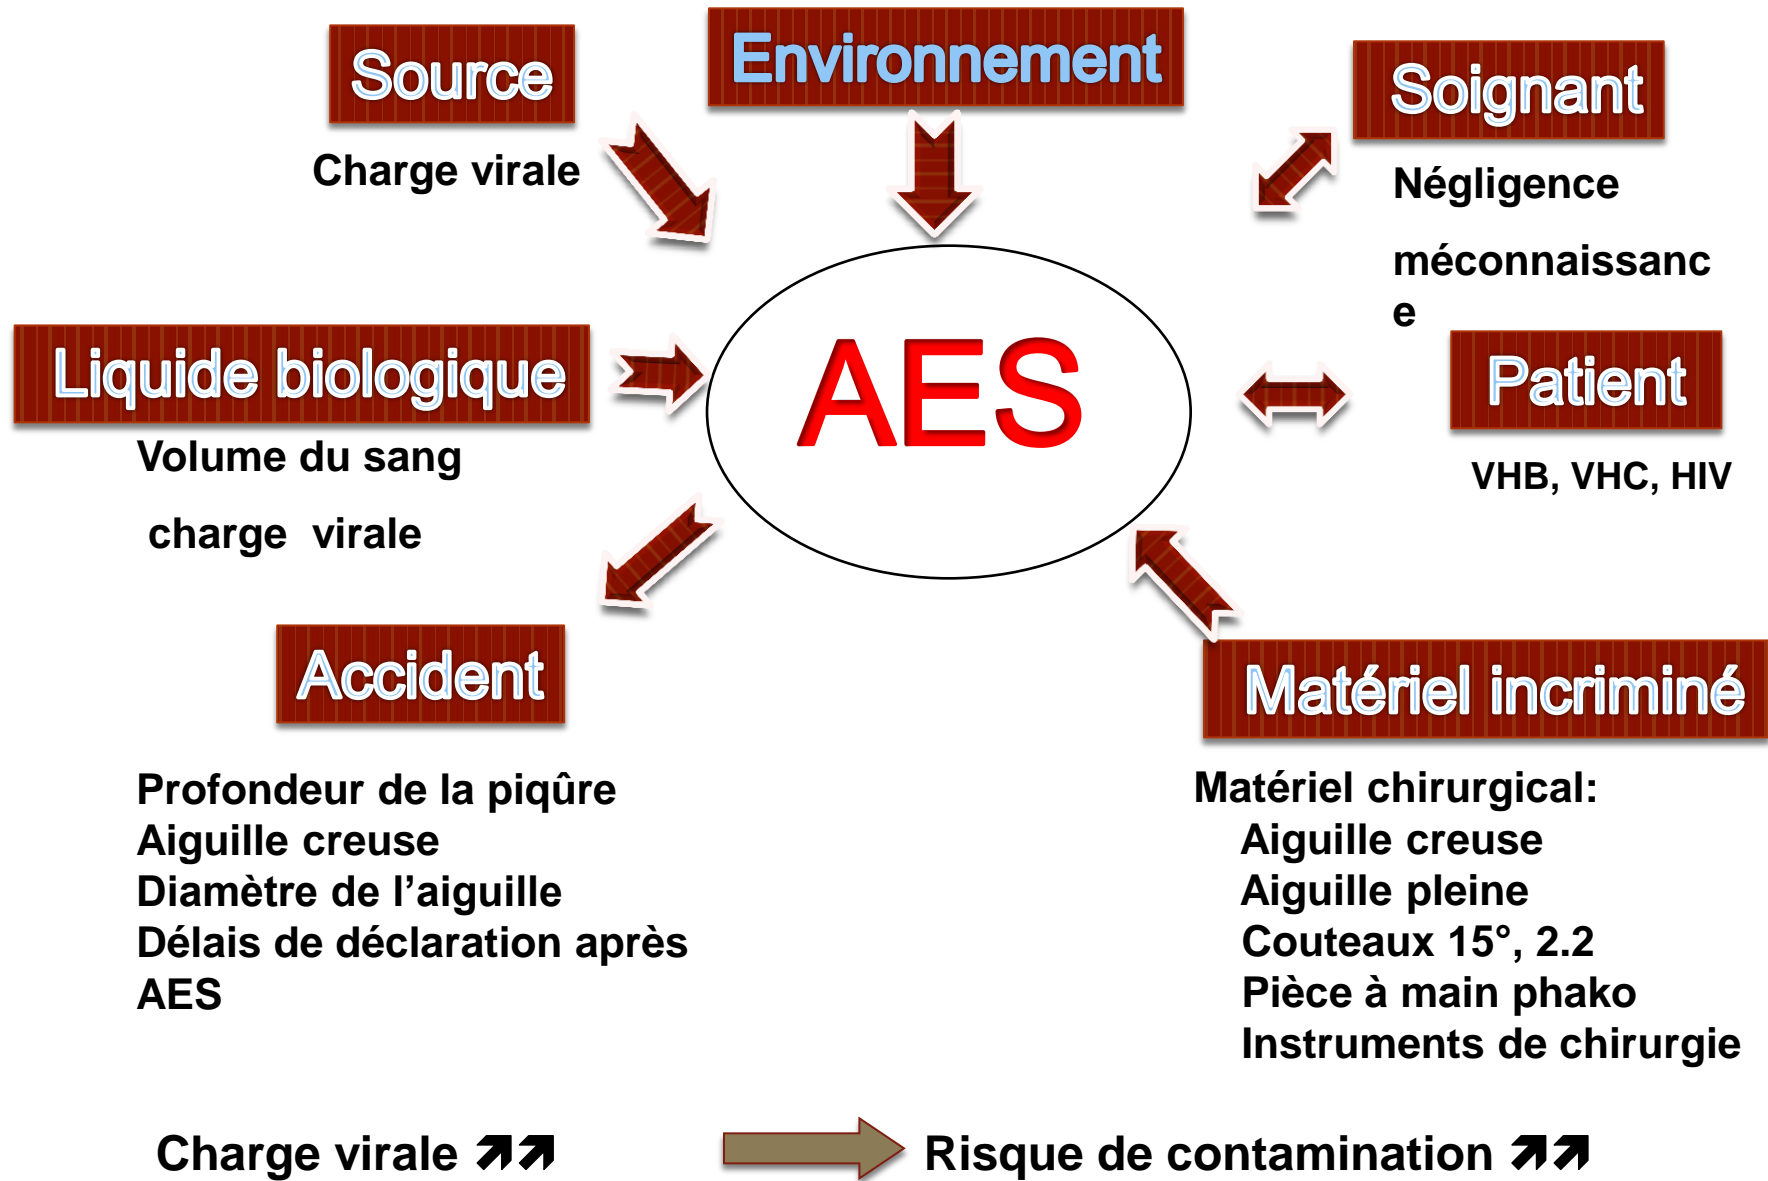 Source
Charge virale
Environnement
Soignant
Négligence
méconnaissanc
e
Liquide biologique
Volume du sang
charge virale
AES
Patient
VHB, VHC, HIV
Accident
Profondeur de la piqûre
Aiguille creuse
Diamètre de l’aiguille
Délais de déclaration après
AES
Matériel incriminé
Matériel chirurgical:
Aiguille creuse
Aiguille pleine
Couteaux 15°, 2.2
Pièce à main phako
Instruments de chirurgie
Charge virale ↗↗
Risque de contamination ↗↗